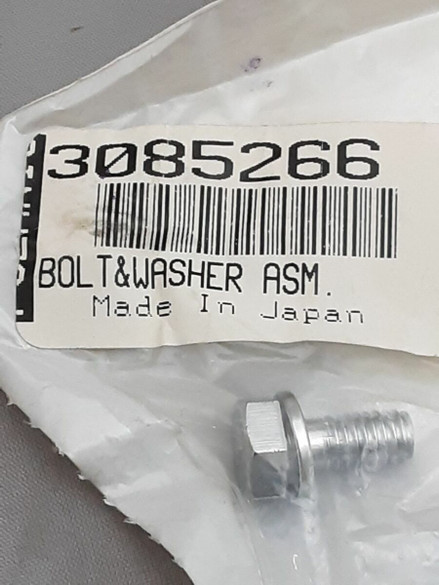 3085266
BOLT&WASHER ASM.
Made In Japan